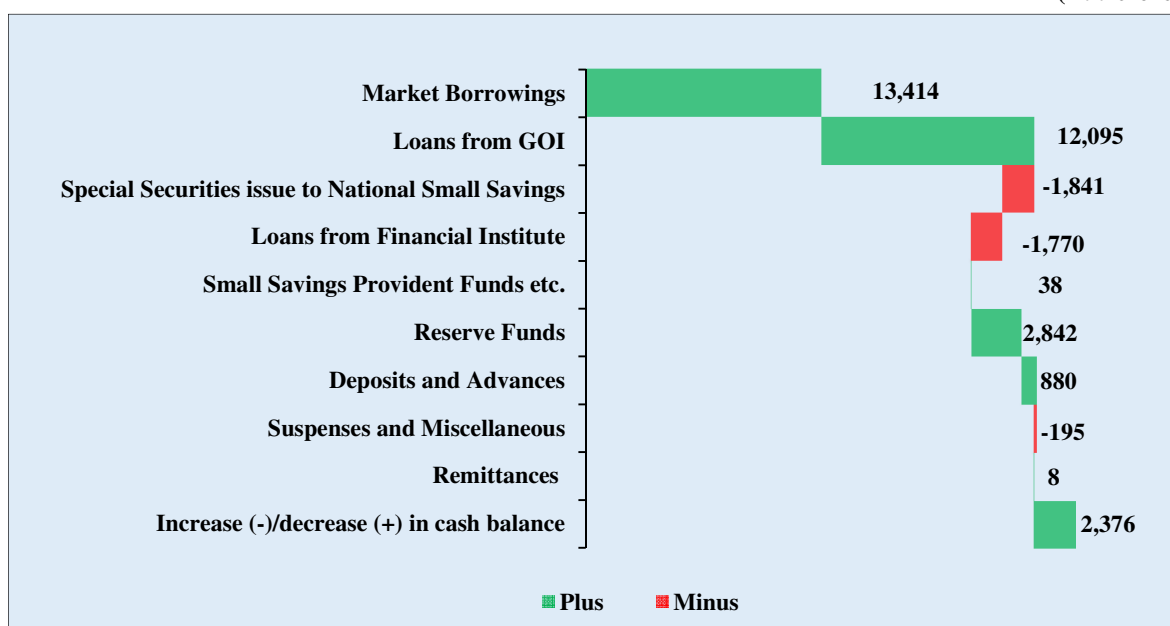 Market Borrowings 13,414
Loans from GOI 12,095
Special Securities issue to National Small Savings -1,841
Loans from Financial Institute -1,770
Small Savings Provident Funds etc. 38
Reserve Funds 2,842
Deposits and Advances 880
Suspenses and Miscellaneous -195
Remittances 8
Increase (-)/decrease (+) in cash balance 2,376
Plus Minus